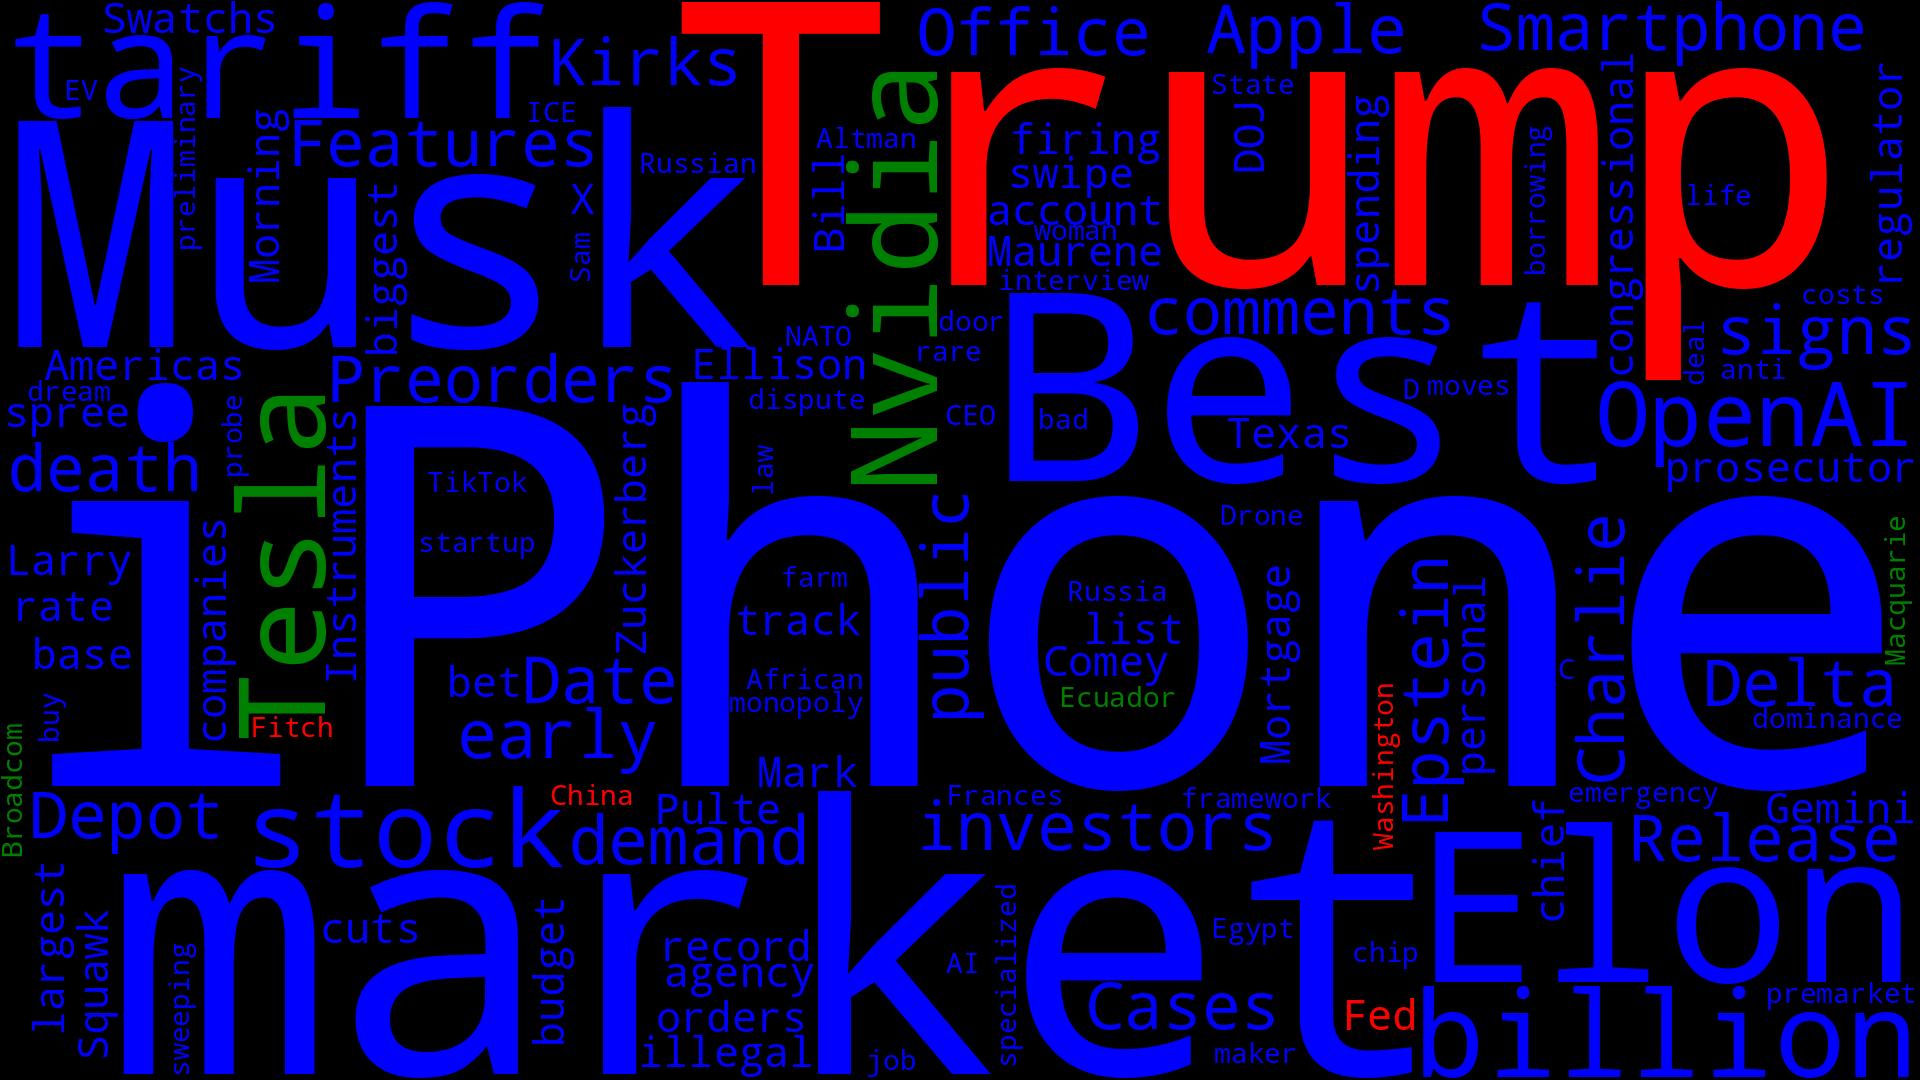 Swatchs
tariff
EV
Kirks
ICE
Trump
Office
Apple
Smartphone
State
DOJ
preliminary
Morning
Features
Musk
biggest
X
Sam
Russian
Altman
Bill
Nvidia
firing
swipe
account
woman
Maurene
interview
spending
borrowing
congressional
life
regulator
costs
Americas
dream
spree
death
probe
Preorders
Ellison
NATO
door
rare
dispute
CEO
Best
bad
comments
D
moves
Texas
deal
signs
anti
OpenAI
prosecutor
Tesla
Instruments
iPhone
TikTok
startup
Zuckerberg
law
public
Drone
Larry
rate
base
companies
buy
Fitch
bet
Date
early
farm
track
African
monopoly
Mark
Russia
list
Comey
Ecuador
Mortgage
Washington
Epstein
personal
C
Charlie
Macquarie
Delta
dominance
Broadcom
Depot
stock
China
Pulte
demand
Frances
investors
framework
emergency
Gemini
Release
chief
Elon
largest
Squawk
sweeping
market
cuts
budget
record
agency
orders
illegal
job
AI
specialized
Egypt
Cases
maker
chip
Fed
billion
premarket